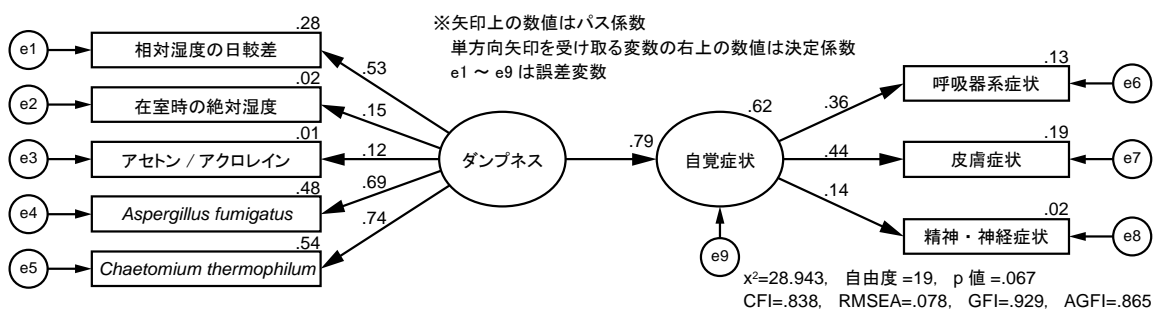 ※矢印上の数値はパス係数
単方向矢印を受け取る変数の右上の数値は決定係数
e1 ~ e9 は誤差変数
e1
相対湿度の日較差
.28
.53
e2
在室時の絶対湿度
.02
.15
e3
アセトン / アクロレイン
.01
.12
e4
Aspergillus fumigatus
.48
.69
e5
Chaetomium thermophilum
.54
.74
ダンプネス
.79
自覚症状
.62
e9
.36
呼吸器系症状
.13
e6
.44
皮膚症状
.19
e7
.14
精神・神経症状
.02
e8
x²=28.943, 自由度 =19, p 値 =.067
CFI=.838, RMSEA=.078, GFI=.929, AGFI=.865